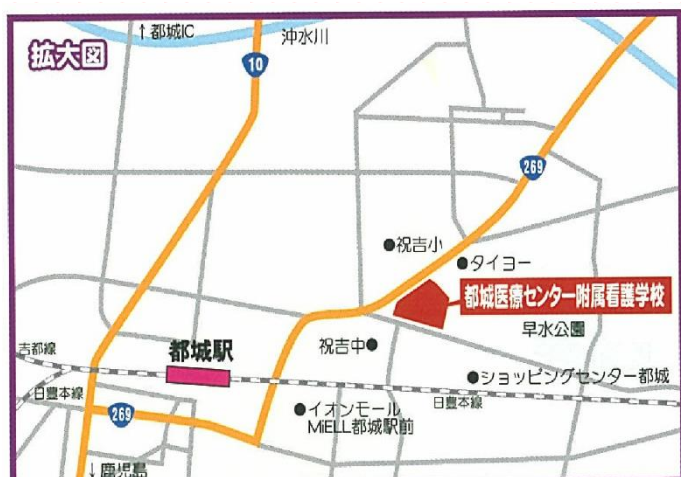 ↑都城IC
沖水川
拡大図
10
269
祝吉小
タイヨー
都城医療センター附属看護学校
早水公園
吉都線
都城駅
祝吉中
ショッピングセンター都城
日豊本線
日豊本線
269
イオンモール
MiELL都城駅前
↓鹿児島